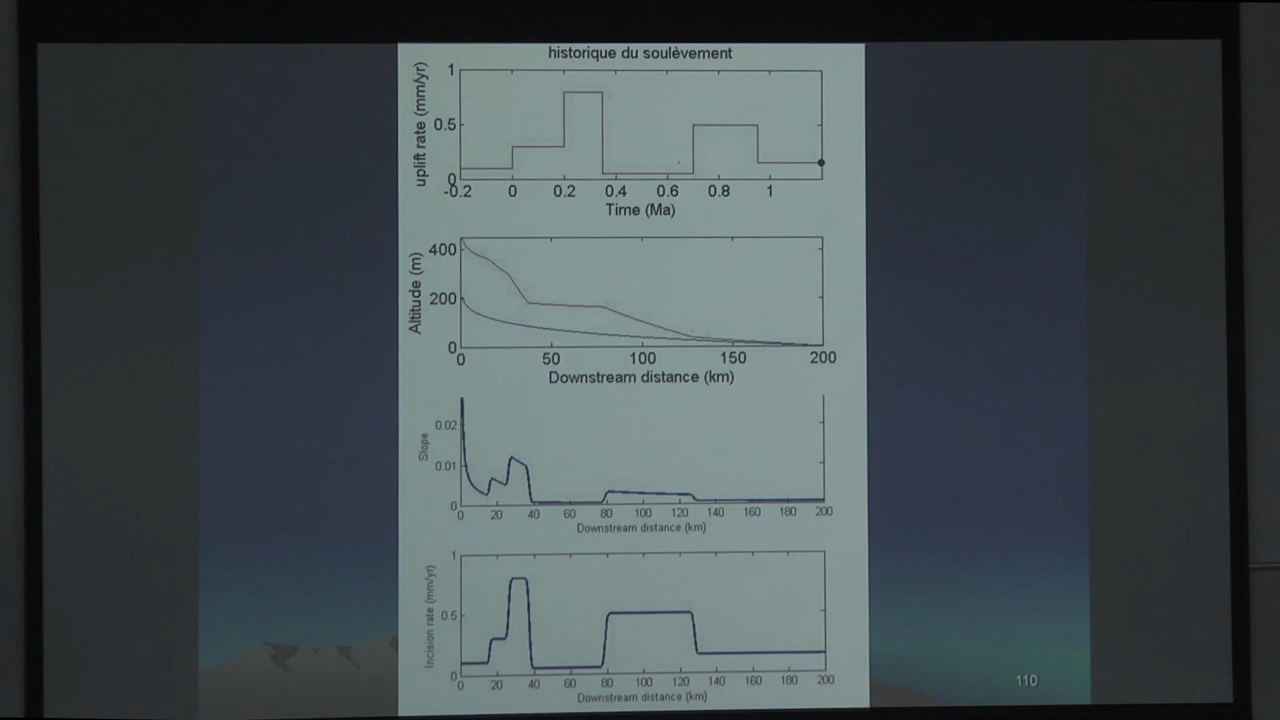 historique du soulèvement
uplift rate (mm/yr)
1
0.5
0
-0.2 0 0.2 0.4 0.6 0.8 1
Time (Ma)
Altitude (m)
400
200
0
0 50 100 150 200
Downstream distance (km)
Slope
0.02
0.01
0
0 20 40 60 80 100 120 140 160 180 200
Downstream distance (km)
Incision rate (mm/yr)
1
0.5
0
0 20 40 60 80 100 120 140 160 180 200
Downstream distance (km)
110